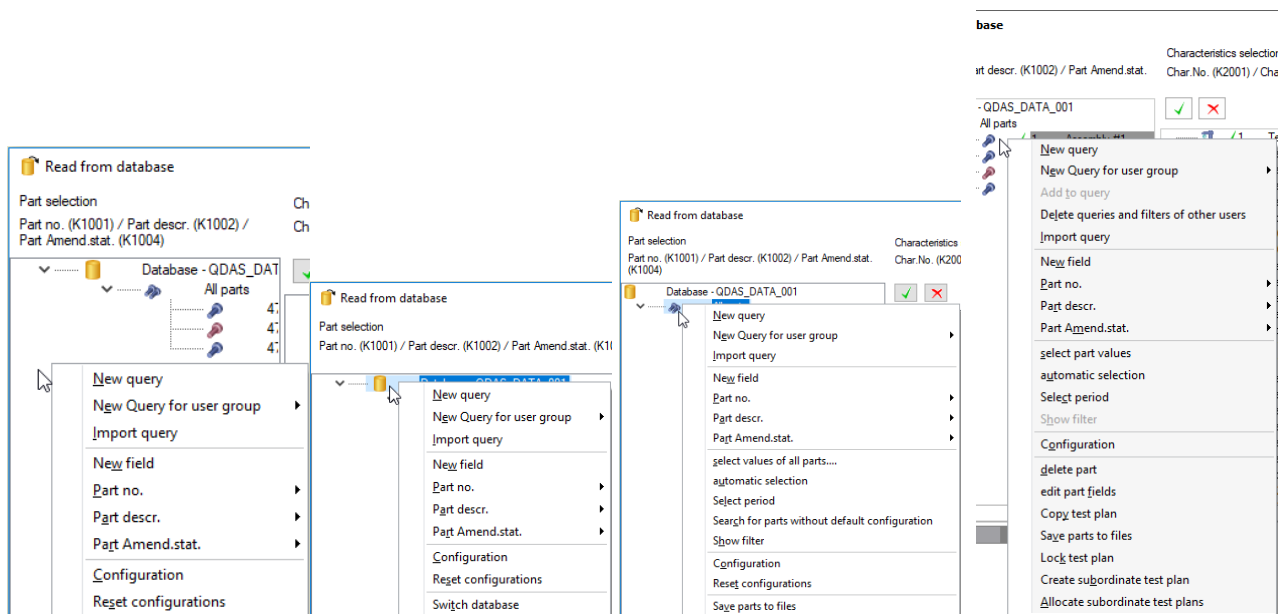 Read from database
Part selection
Ch
Part no. (K1001) / Part descr. (K1002) /
Part Amend.stat. (K1004)
Ch
Database - QDAS_DAT
All parts
47
47
47
New query
New Query for user group
Import query
New field
Part no.
Part descr.
Part Amend.stat.
Configuration
Reset configurations
Read from database
Part selection
Part no. (K1001) / Part descr. (K1002) / Part Amend.stat. (K10
Database - QDAS_DATA_001
New query
New Query for user group
Import query
New field
Part no.
Part descr.
Part Amend.stat.
Configuration
Reset configurations
Switch database
Read from database
Part selection
Characteristics
Part no. (K1001) / Part descr. (K1002) / Part Amend.stat.
(K1004)
Char.No. (K200
Database - QDAS_DATA_001
New query
New Query for user group
Import query
New field
Part no.
Part descr.
Part Amend.stat.
select values of all parts....
automatic selection
Select period
Search for parts without default configuration
Show filter
Configuration
Reset configurations
Save parts to files
base
Characteristics selection
art descr. (K1002) / Part Amend.stat.
Char.No. (K2001) / Cha
- QDAS_DATA_001
All parts
1 Assembly #1
1 Te
New query
New Query for user group
Add to query
Delete queries and filters of other users
Import query
New field
Part no.
Part descr.
Part Amend.stat.
select part values
automatic selection
Select period
Show filter
Configuration
delete part
edit part fields
Copy test plan
Save parts to files
Lock test plan
Create subordinate test plan
Allocate subordinate test plans